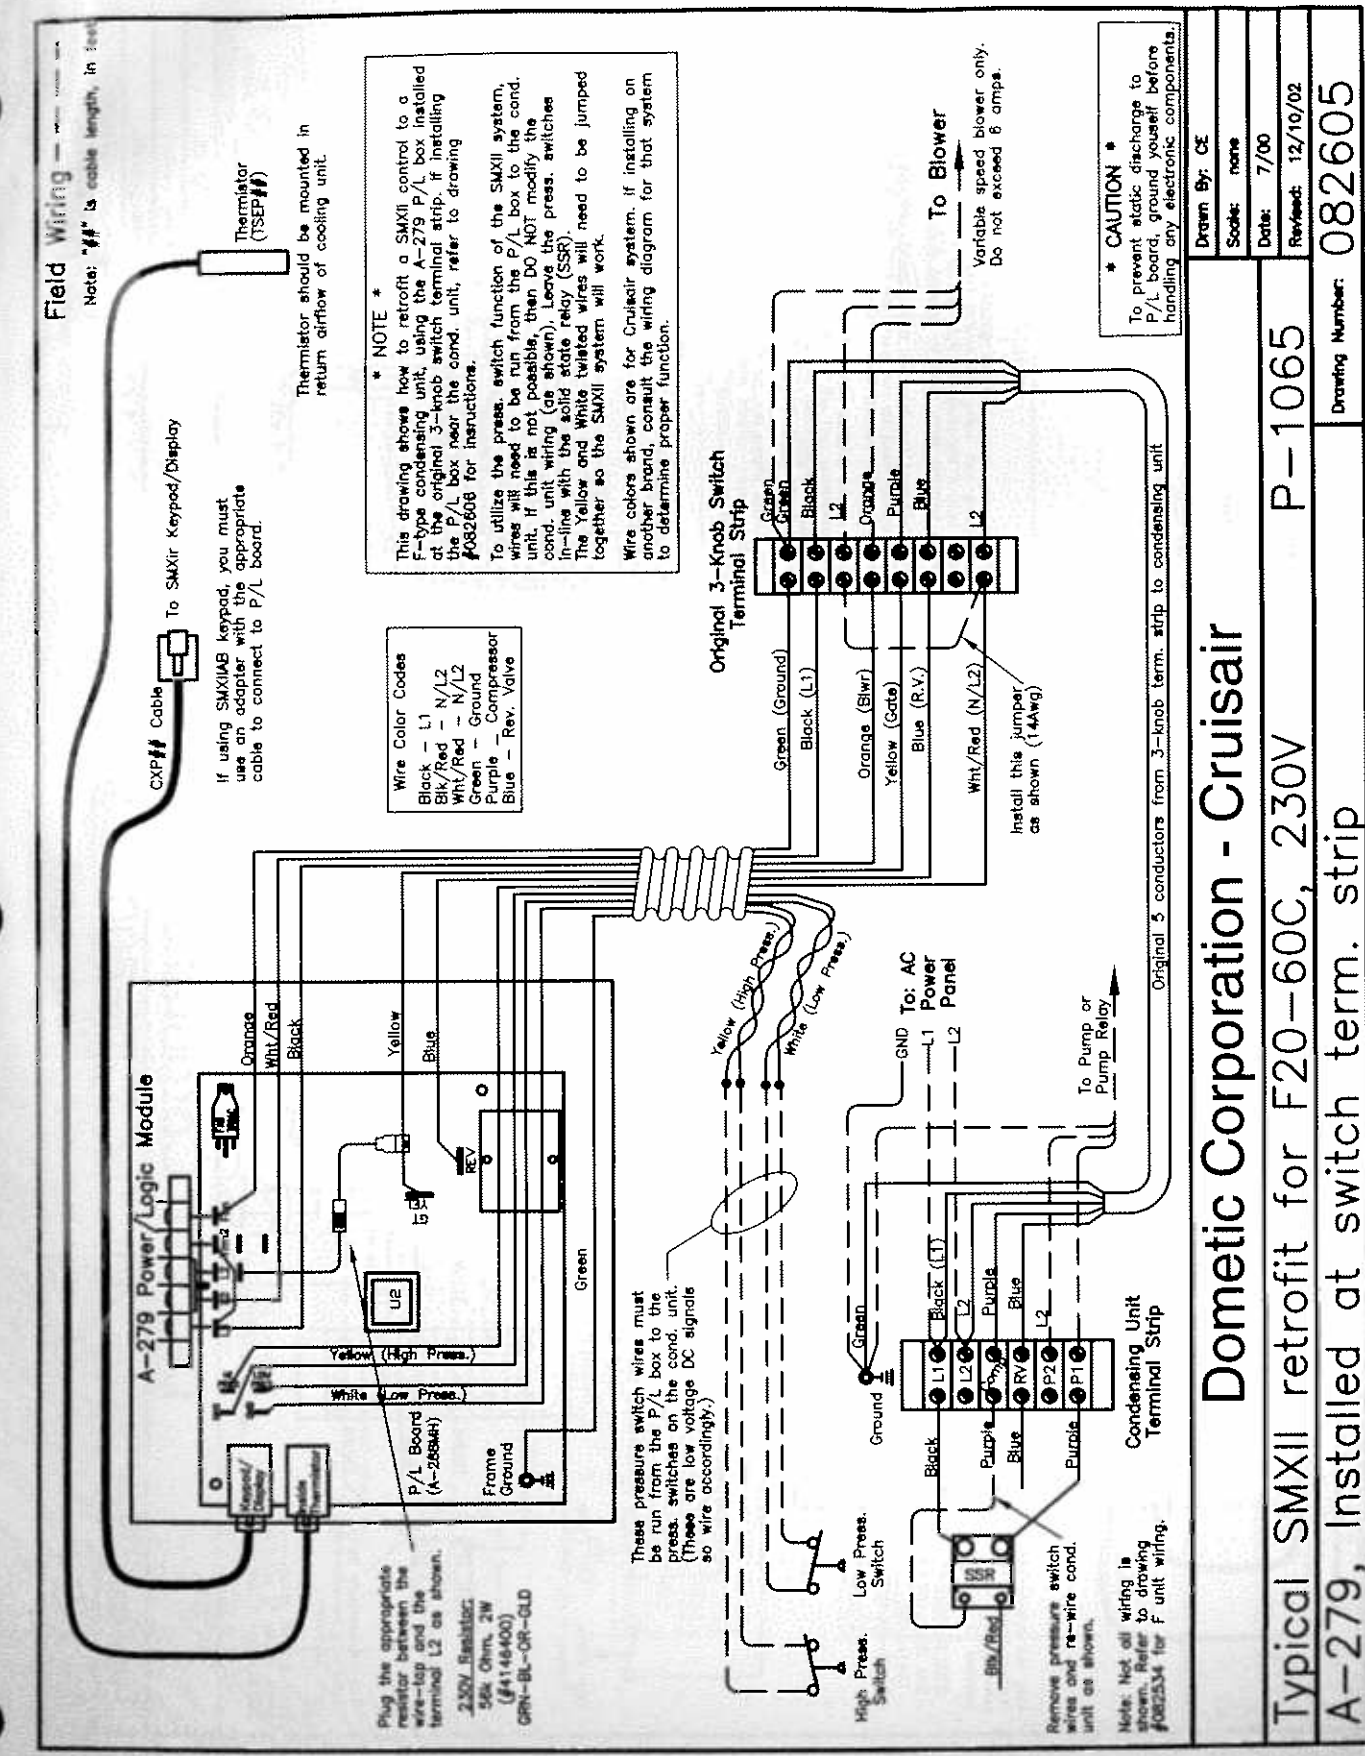 Field Wiring
Note: "##" is cable length, in feet
Thermistor
(TSEP##)
Thermistor should be mounted in
return airflow of cooling unit.
CXP## Cable
To SMXir Keypad/Display
If using SMXIIAB keypad, you must
use an adapter with the appropriate
cable to connect to P/L board.
* NOTE *
This drawing shows how to retrofit a SMXII control to a
F-type condensing unit, using the A-279 P/L box installed
at the original 3-knob switch terminal strip. If installing
the P/L box near the cond. unit, refer to drawing
#082606 for insructions.
To utilize the press. switch function of the SMXII system,
wires will need to be run from the P/L box to the cond.
unit. If this is not possible, then DO NOT modify the
cond. unit wiring (as shown). Leave the press. switches
in-line with the solid state relay (SSR).
The Yellow and White twisted wires will need to be jumped
together so the SMXII system will work.
Wire colors shown are for Cruisair system. if installing on
another brand, consult the wiring diagram for that system
to determine proper function.
Wire Color Codes
Black - L1
Blk/Red - N/L2
Wht/Red - N/L2
Green - Ground
Purple - Compressor
Blue - Rev. Valve
A-279 Power/Logic Module
Orange
Wht/Red
Black
Yellow
Blue
REV
GT
YEL
U2
Yellow (High Press.)
White (Low Press.)
Keypad/
Display
Inside
Thermistor
P/L Board
(A-288MH)
Frame
Ground
Green
Plug the appropriate
resistor between the
wire-tap and the
terminal L2 as shown.
230V Resistor:
56k Ohm, 2W
(#4146400)
GRN-BL-OR-GLD
Original 3-Knob Switch
Terminal Strip
Green (Ground)
Black (L1)
Orange (Blwr)
Yellow (Gate)
Blue (R.V.)
Wht/Red (N/L2)
Green
Green
Black
L2
Orange
Purple
Blue
L2
Install this jumper
as shown (14Awg)
To Blower
Variable speed blower only.
Do not exceed 6 amps.
Yellow (High Press.)
White (Low Press.)
These pressure switch wires must
be run from the P/L box to the
press. switches on the cond. unit.
(These are low voltage DC signals
so wire accordingly.)
High Press.
Switch
Low Press.
Switch
GND
L1
L2
To: AC
Power
Panel
To Pump or
Pump Relay
Original 5 conductors from 3-knob term. strip to condensing unit
Green
Ground
Black (L1)
L2
Purple
Blue
L2
L1
L2
RV
P2
P1
Condensing Unit
Terminal Strip
Black
Purple
Blue
Purple
SSR
Blk/Red
Remove pressure switch
wires and re-wire cond.
unit as shown.
Note: Not all wiring is
shown. Refer to drawing
#082534 for F unit wiring.
* CAUTION *
To prevent static discharge to
P/L board, ground youself before
handling any electronic components.
Dometic Corporation - Cruisair
Drawn By: CE
Scale: none
Date: 7/00
Revised: 12/10/02
Typical SMXII retrofit for F20-60C, 230V
P-1065
A-279, Installed at switch term. strip
Drawing Number: 082605